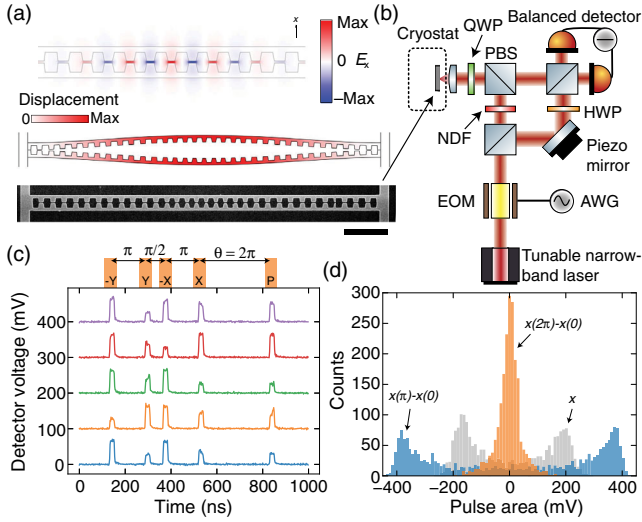 (a)
x
Max
0
E_x
–Max
Displacement
0
Max
(b)
Cryostat
QWP
PBS
Balanced detector
NDF
HWP
Piezo
mirror
EOM
AWG
Tunable narrow-
band laser
(c)
π
π/2
π
θ = 2π
-Y
Y
-X
X
P
Detector voltage (mV)
400
300
200
100
0
0
200
400
600
800
1000
Time (ns)
(d)
Counts
300
250
200
150
100
50
0
x(2π)-x(0)
x(π)-x(0)
x
−400
−200
0
200
400
Pulse area (mV)